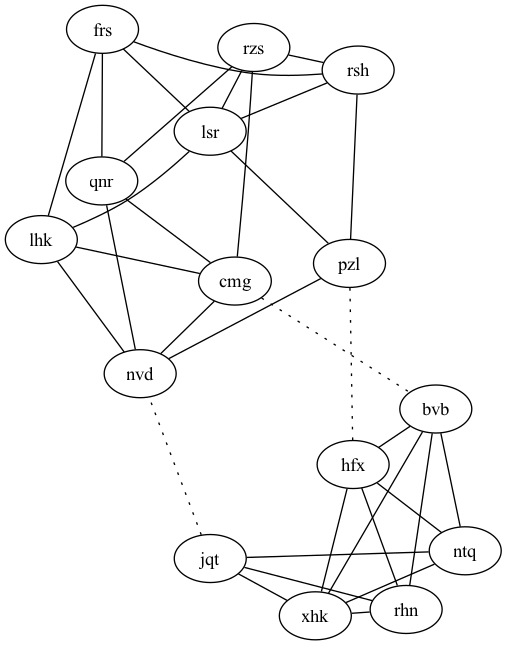 frs
rzs
rsh
lsr
qnr
lhk
pzl
cmg
nvd
bvb
hfx
ntq
jqt
rhn
xhk